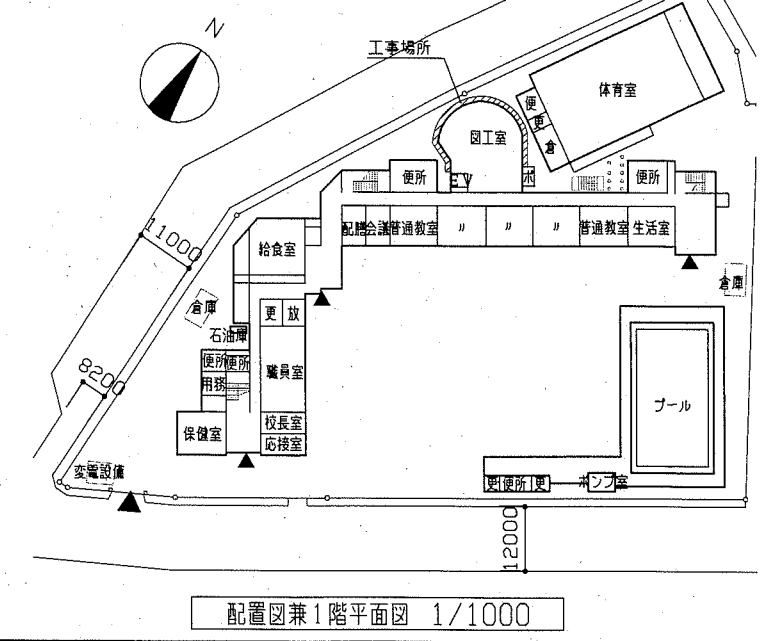 N
工事場所
体育室
便
更
倉
図工室
便所
EV
ポ
便所
配膳
会議
普通教室
〃
〃
〃
普通教室
生活室
11000
給食室
倉庫
倉庫
更
放
石油庫
便所
便所
用務
職員室
8200
プール
校長室
応接室
保健室
変電設備
更
便所
更
ポンプ室
12000
配置図兼1階平面図 1/1000